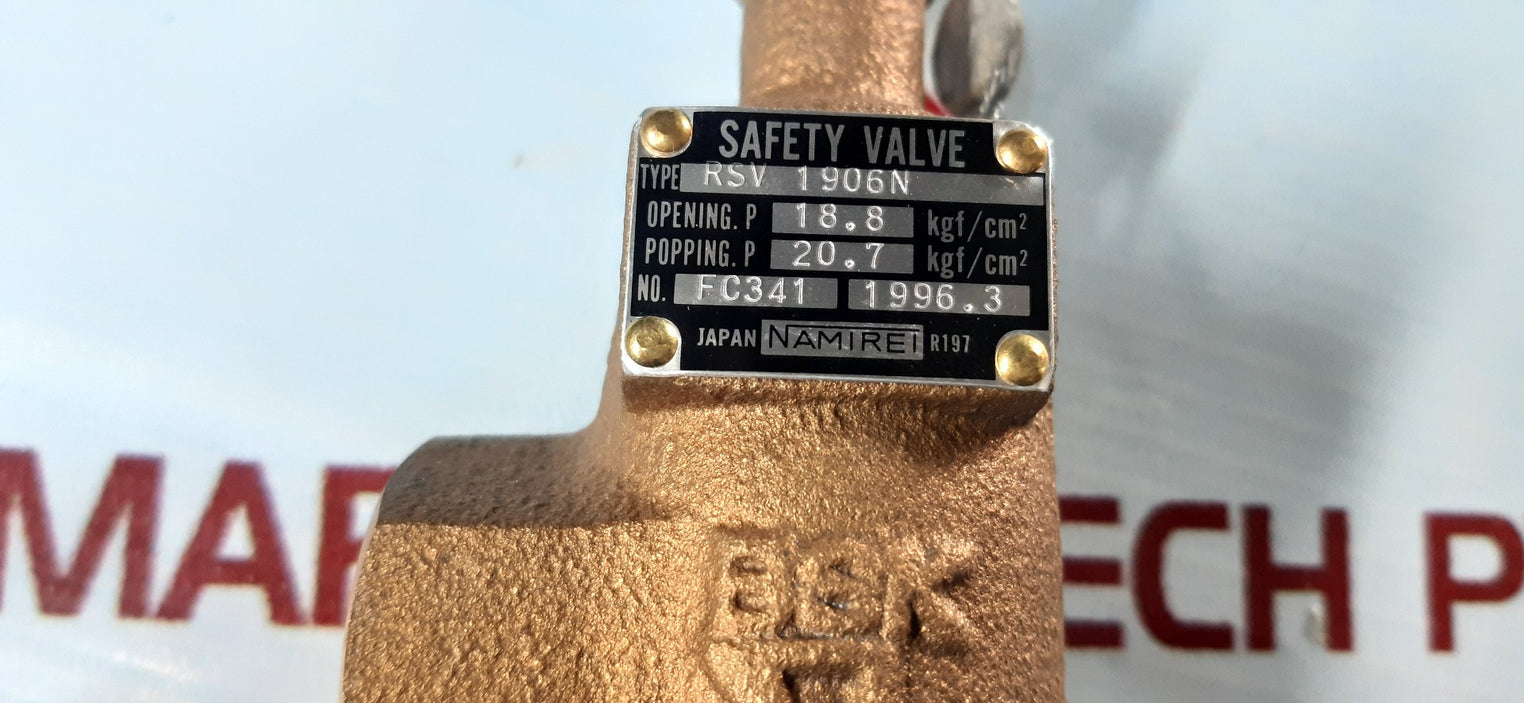 SAFETY VALVE
TYPE RSV 1906N
OPENING. P 18.8 kgf/cm²
POPPING. P 20.7 kgf/cm²
NO. FC341 1996.3
JAPAN NAMIREI R197